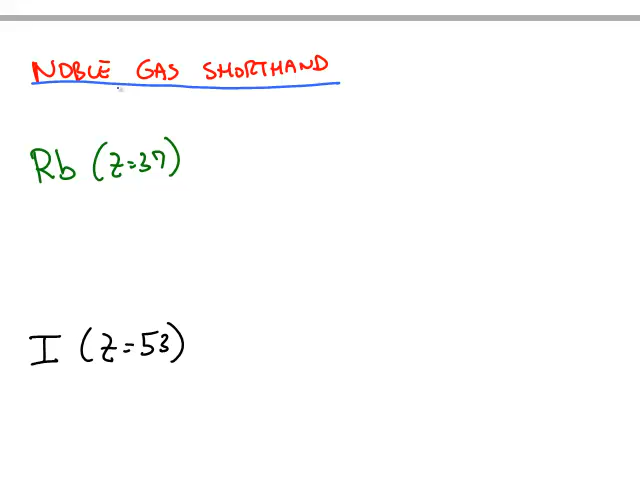 NOBLE GAS SHORTHAND
Rb (Z=37)
I (Z=53)